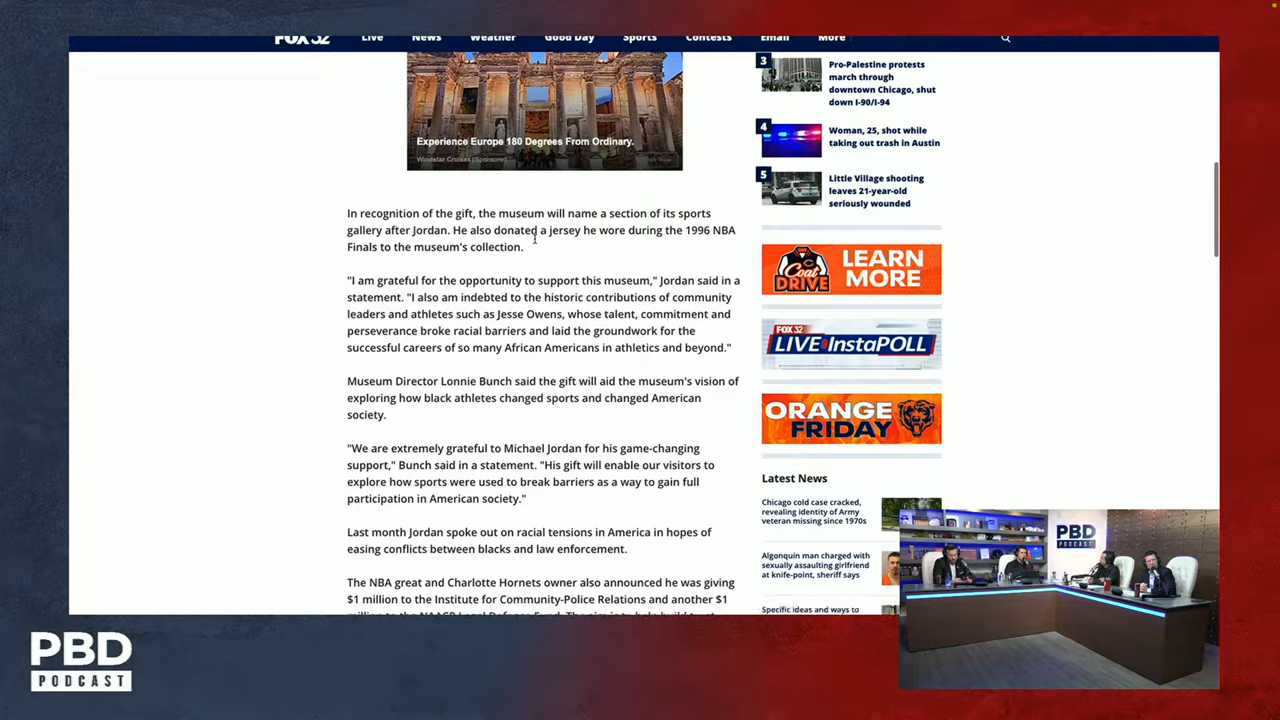 FOX 32
Live
News
Weather
Good Day
Sports
Contests
Email
More
Experience Europe 180 Degrees From Ordinary.
Windstar Cruises | Sponsored
In recognition of the gift, the museum will name a section of its sports
gallery after Jordan. He also donated a jersey he wore during the 1996 NBA
Finals to the museum's collection.
"I am grateful for the opportunity to support this museum," Jordan said in a
statement. "I also am indebted to the historic contributions of community
leaders and athletes such as Jesse Owens, whose talent, commitment and
perseverance broke racial barriers and laid the groundwork for the
successful careers of so many African Americans in athletics and beyond."
Museum Director Lonnie Bunch said the gift will aid the museum's vision of
exploring how black athletes changed sports and changed American
society.
"We are extremely grateful to Michael Jordan for his game-changing
support," Bunch said in a statement. "His gift will enable our visitors to
explore how sports were used to break barriers as a way to gain full
participation in American society."
Last month Jordan spoke out on racial tensions in America in hopes of
easing conflicts between blacks and law enforcement.
The NBA great and Charlotte Hornets owner also announced he was giving
$1 million to the Institute for Community-Police Relations and another $1
3
Pro-Palestine protests
march through
downtown Chicago, shut
down I-90/I-94
4
Woman, 25, shot while
taking out trash in Austin
5
Little Village shooting
leaves 21-year-old
seriously wounded
Coat
DRIVE
LEARN
MORE
FOX 32
LIVE InstaPOLL
ORANGE
FRIDAY
Latest News
Chicago cold case cracked,
revealing identity of Army
veteran missing since 1970s
Algonquin man charged with
sexually assaulting girlfriend
at knife-point, sheriff says
Specific ideas and ways to
PBD
PODCAST
PBD
PODCAST